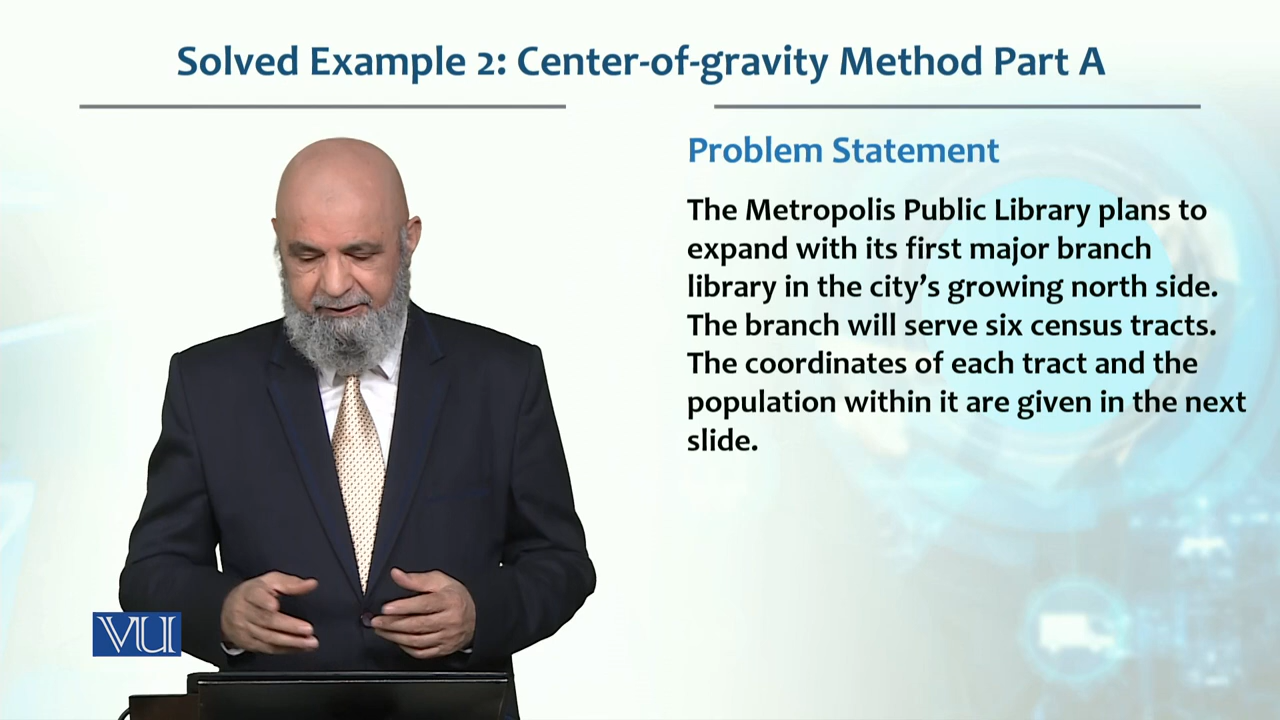 Solved Example 2: Center-of-gravity Method Part A
Problem Statement
The Metropolis Public Library plans to
expand with its first major branch
library in the city’s growing north side.
The branch will serve six census tracts.
The coordinates of each tract and the
population within it are given in the next
slide.
VU